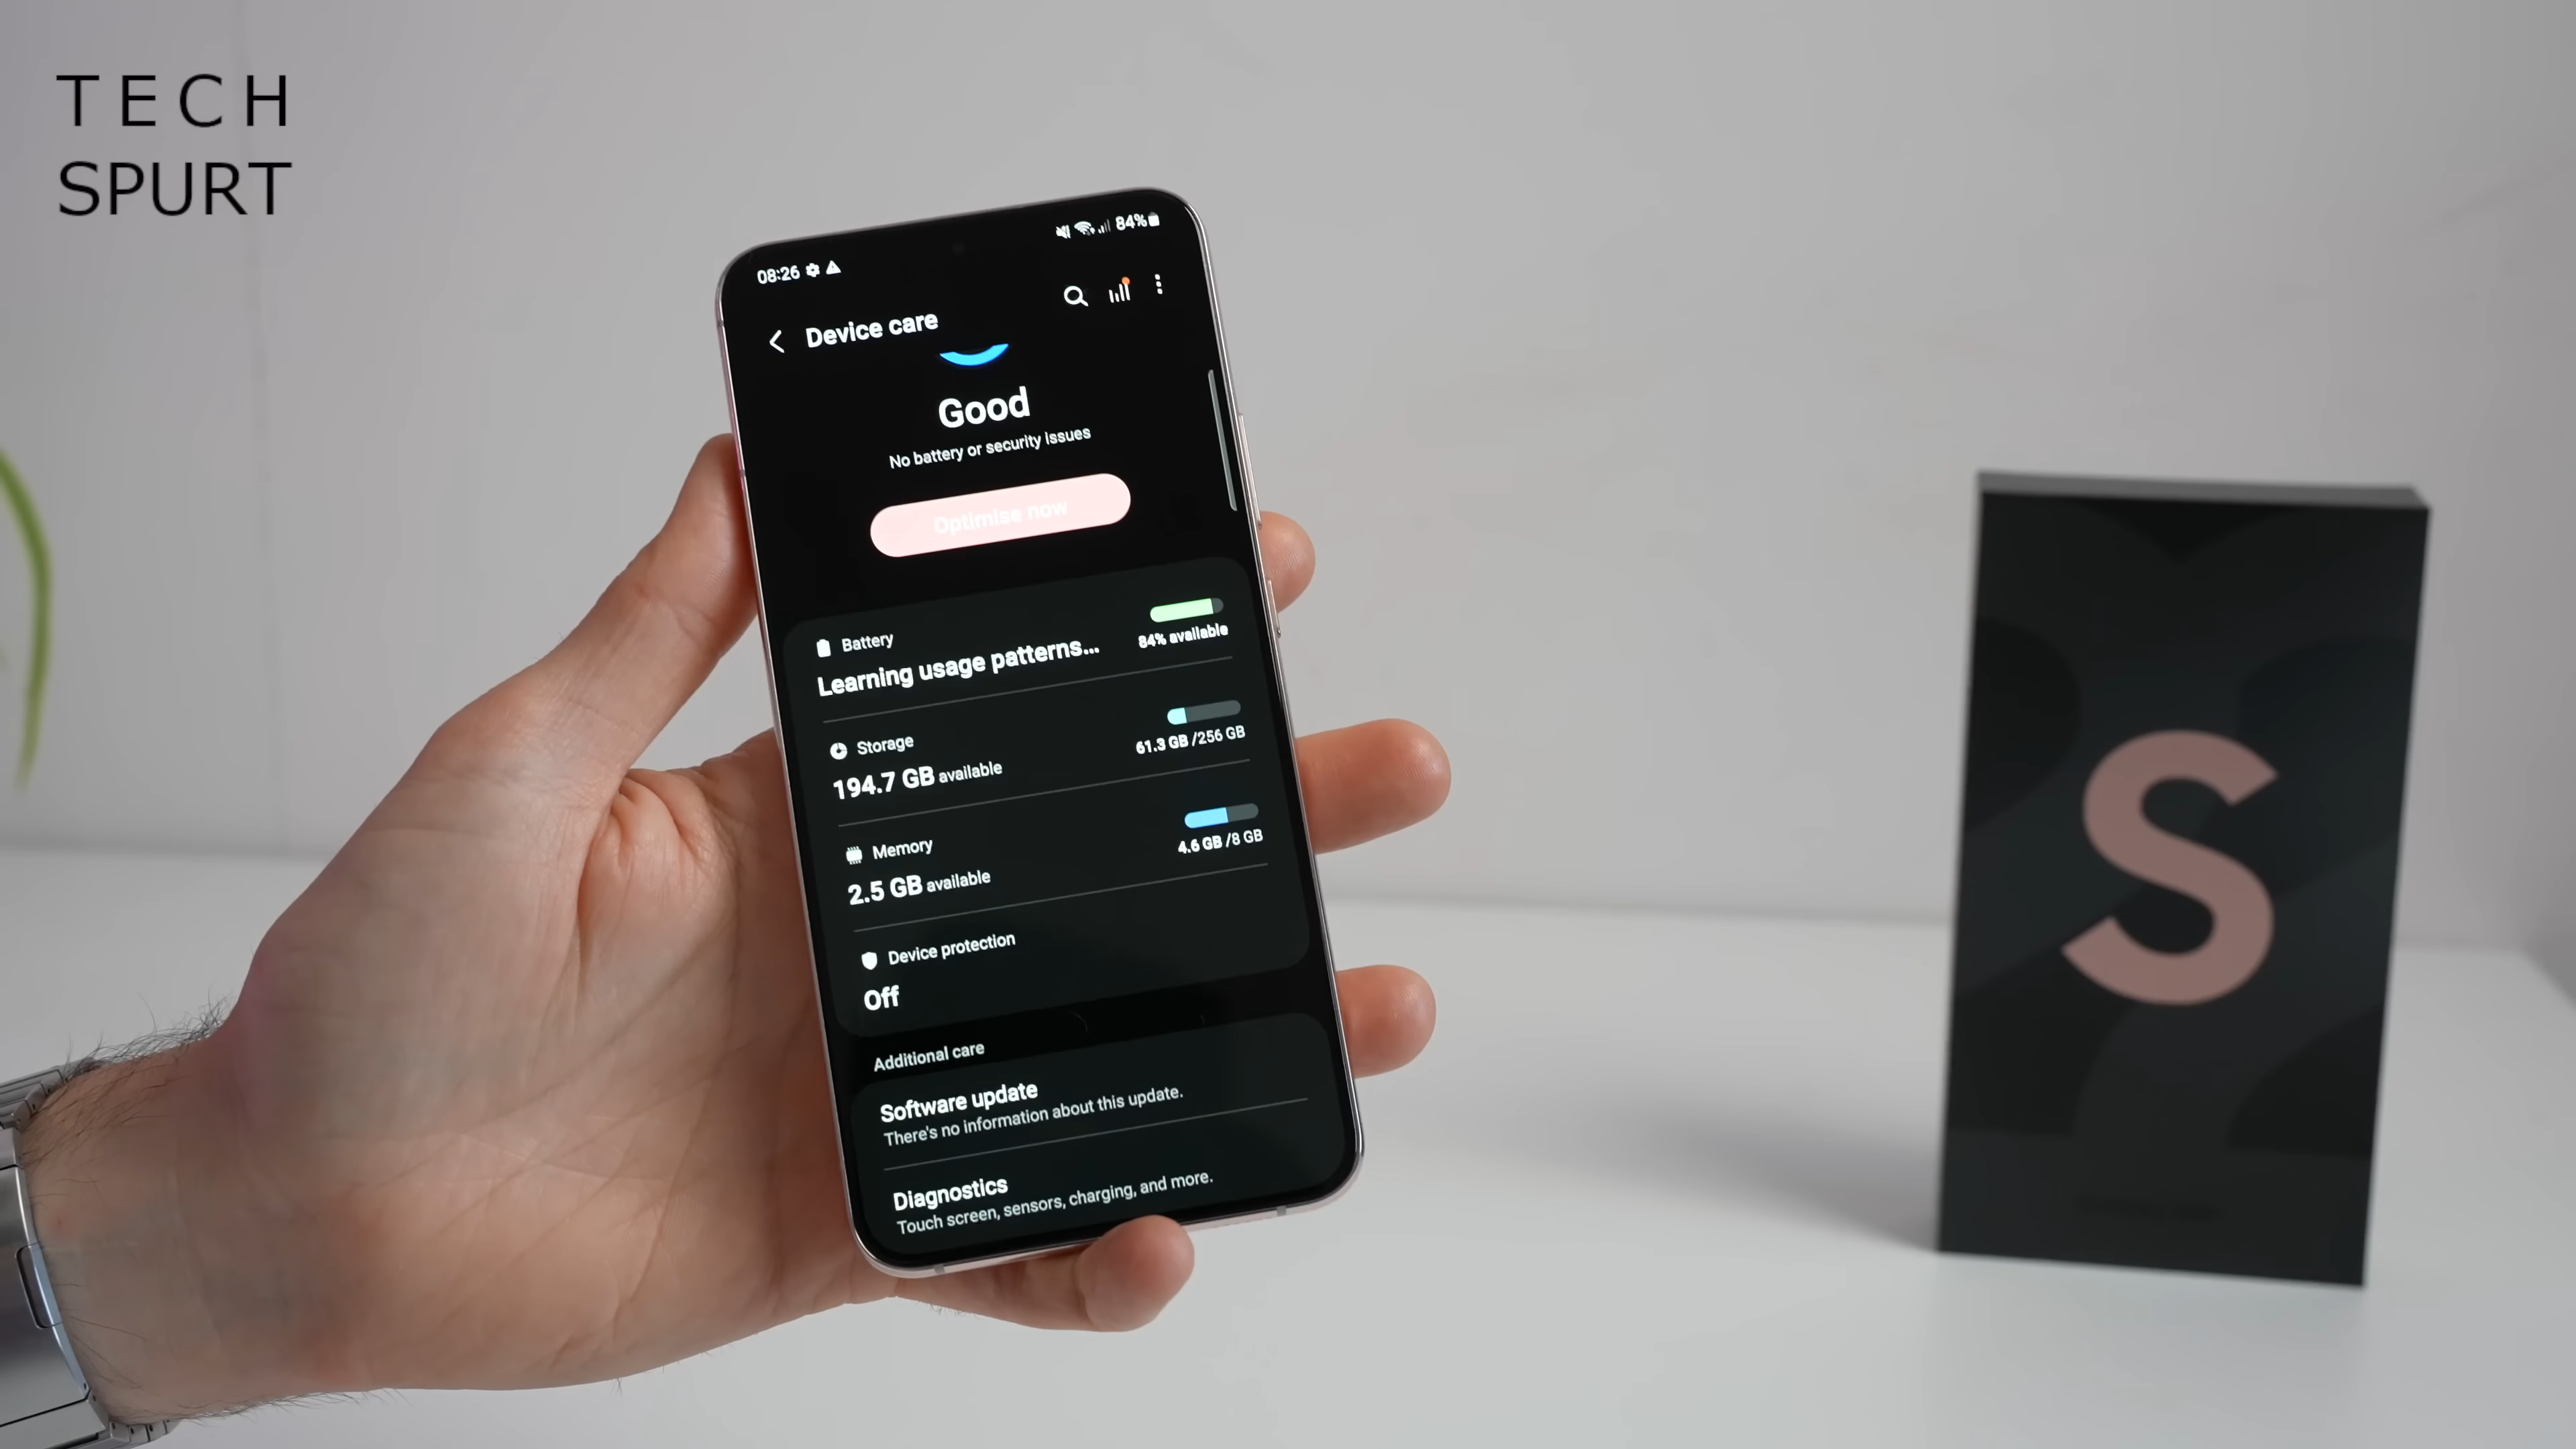 TECH
SPURT
08:26
84%
Device care
Good
No battery or security issues
Optimise now
Battery
Learning usage patterns...
84% available
Storage
194.7 GB available
61.3 GB /256 GB
Memory
2.5 GB available
4.6 GB /8 GB
Device protection
Off
Additional care
Software update
There's no information about this update.
Diagnostics
Touch screen, sensors, charging, and more.
S